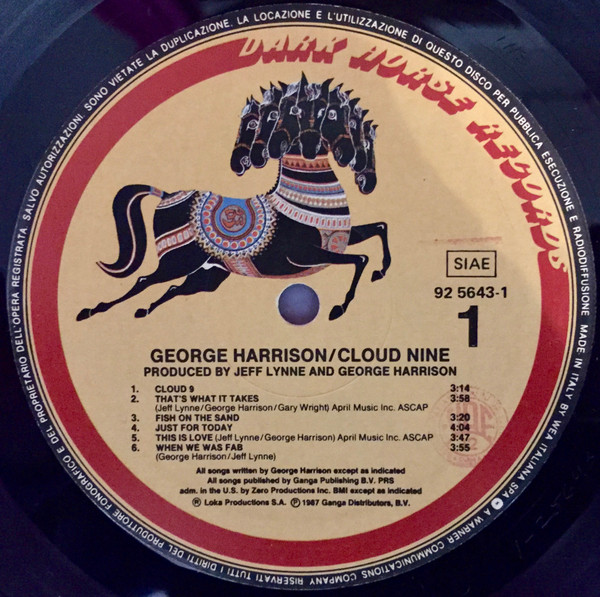 DARK HORSE RECORDS
SALVO AUTORIZZAZIONI. SONO VIETATE LA DUPLICAZIONE. LA LOCAZIONE E L'UTILIZZAZIONE DI QUESTO DISCO PER PUBBLICA ESECUZIONE E RADIODIFFUSIONE MADE IN ITALY BY WEA ITALIANA SPA - A WARNER COMMUNICATIONS COMPANY RISERVATI TUTTI I DIRITTI DEL PRODUTTORE FONOGRAFICO E DEL PROPRIETARIO DELL'OPERA REGISTRATA.
SIAE
92 5643-1
1
GEORGE HARRISON/CLOUD NINE
PRODUCED BY JEFF LYNNE AND GEORGE HARRISON
1. CLOUD 9 3:14
2. THAT'S WHAT IT TAKES 3:58
(Jeff Lynne/George Harrison/Gary Wright) April Music Inc. ASCAP
3. FISH ON THE SAND 3:20
4. JUST FOR TODAY 4:04
5. THIS IS LOVE (Jeff Lynne/George Harrison) April Music Inc. ASCAP 3:47
6. WHEN WE WAS FAB 3:55
(George Harrison/Jeff Lynne)
All songs written by George Harrison except as indicated
All songs published by Ganga Publishing B.V. PRS
adm. in the U.S. by Zero Productions Inc. BMI except as indicated
® Loka Productions S.A. ℗ 1987 Ganga Distributors, B.V.